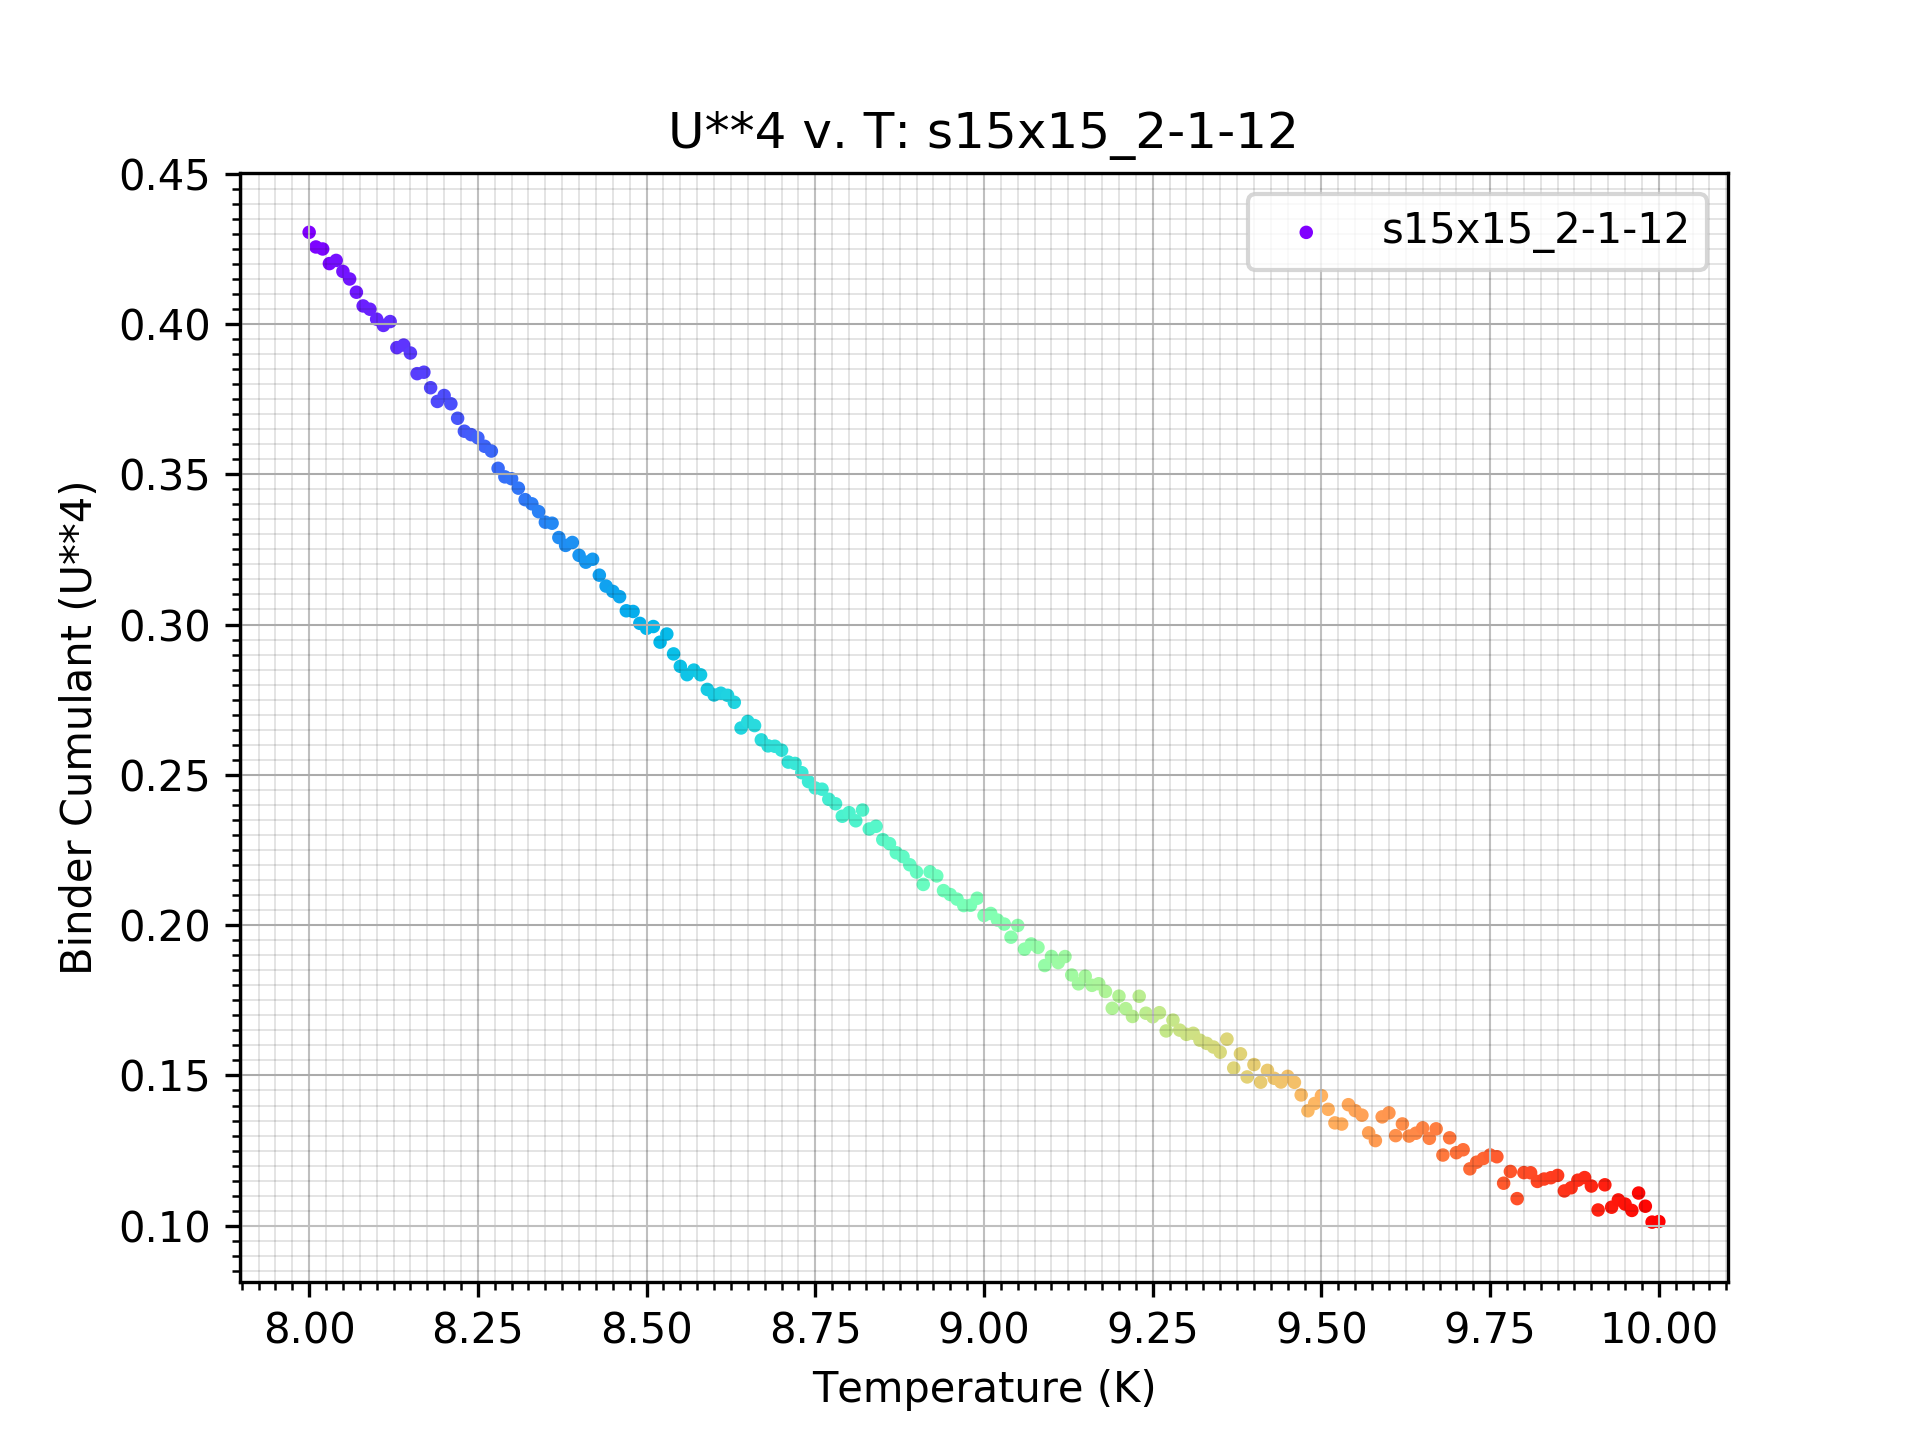 U**4 v. T: s15x15_2-1-12
s15x15_2-1-12
Binder Cumulant (U**4)
0.45
0.40
0.35
0.30
0.25
0.20
0.15
0.10
8.00 8.25 8.50 8.75 9.00 9.25 9.50 9.75 10.00
Temperature (K)